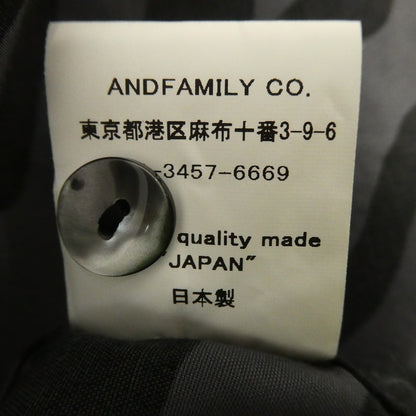 ANDFAMILY CO.
東京都港区麻布十番3-9-6
-3457-6669
quality made
JAPAN"
日本製